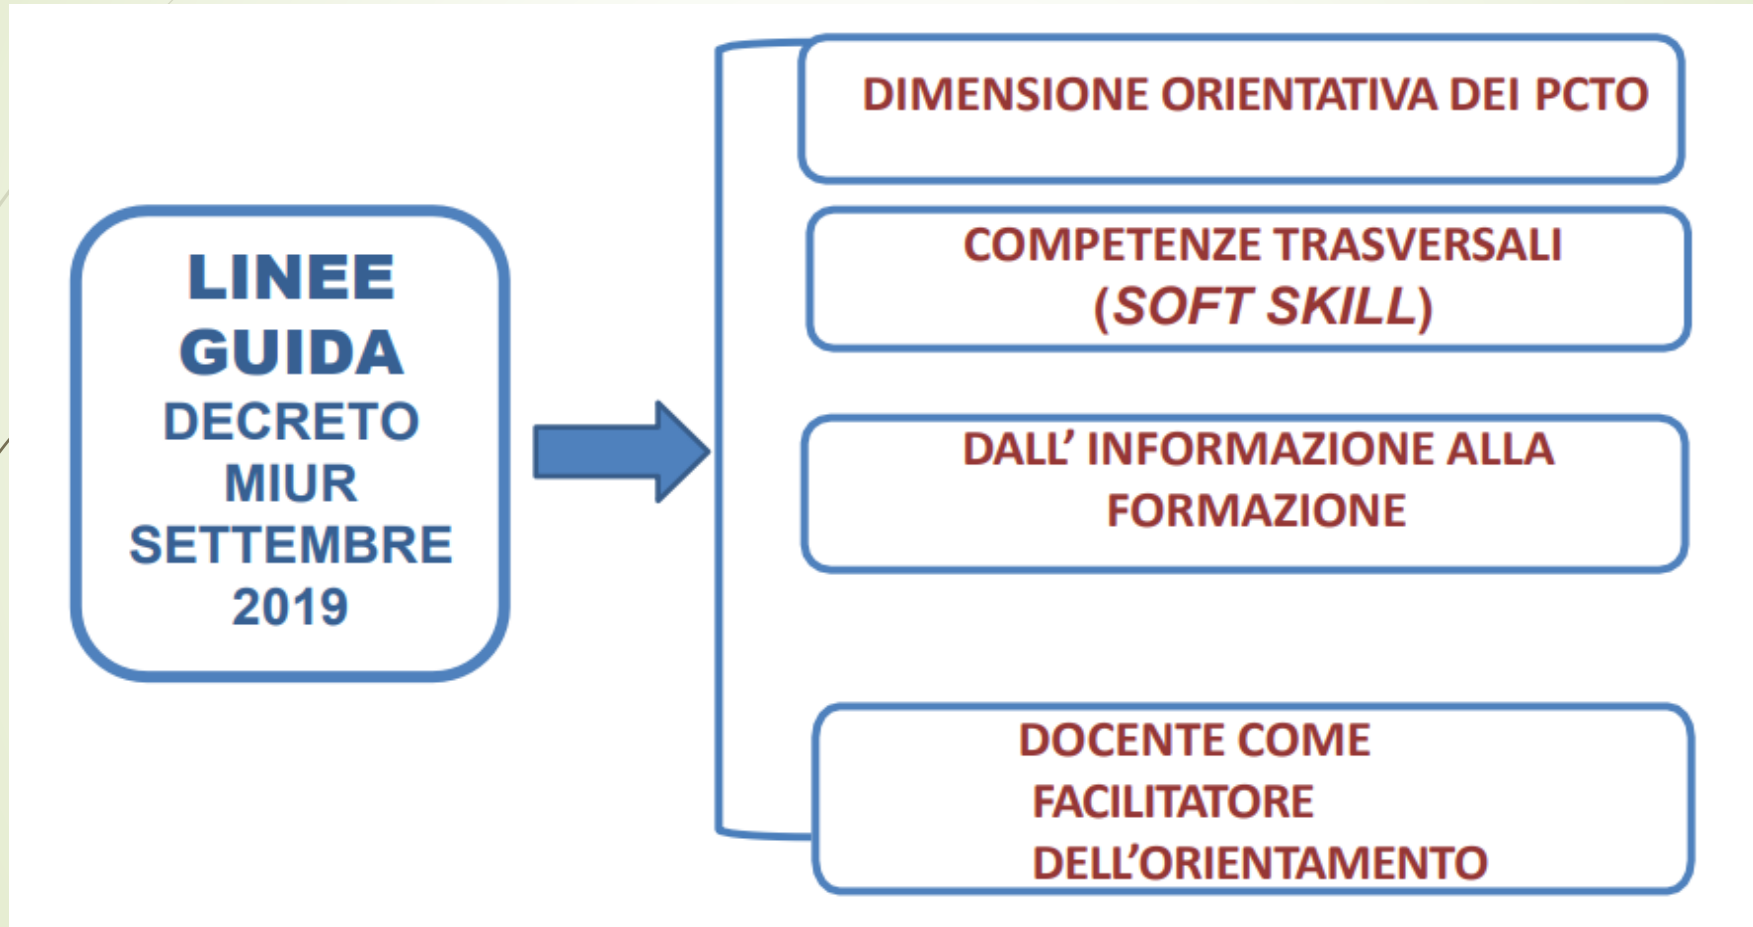 LINEE
GUIDA
DECRETO
MIUR
SETTEMBRE
2019
DIMENSIONE ORIENTATIVA DEI PCTO
COMPETENZE TRASVERSALI
(SOFT SKILL)
DALL’ INFORMAZIONE ALLA
FORMAZIONE
DOCENTE COME
FACILITATORE
DELL’ORIENTAMENTO